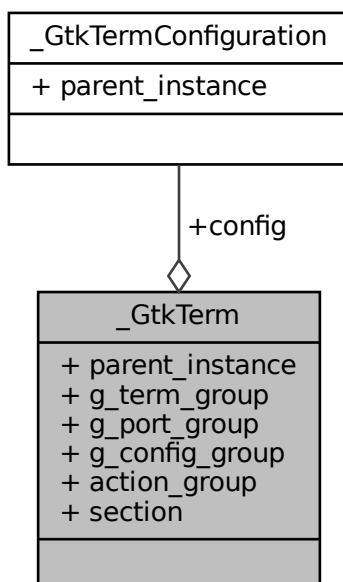 _GtkTermConfiguration
+ parent_instance
+config
_GtkTerm
+ parent_instance
+ g_term_group
+ g_port_group
+ g_config_group
+ action_group
+ section